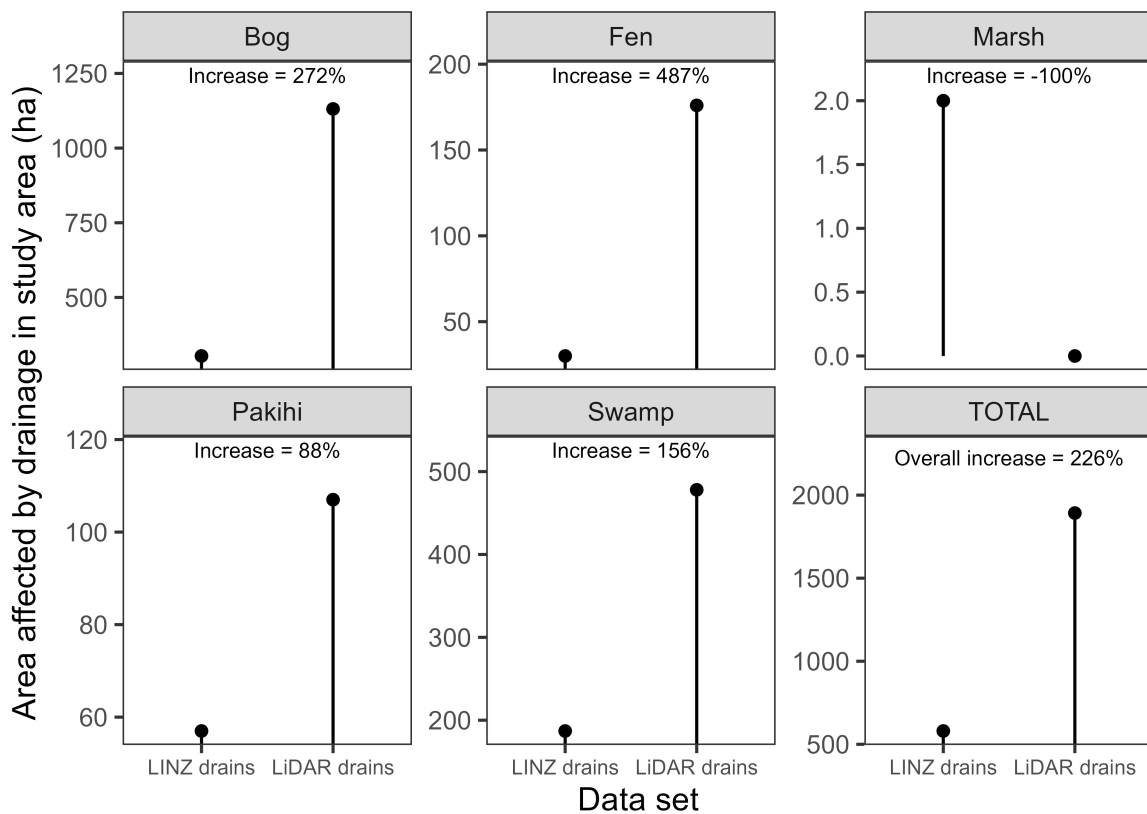 Area affected by drainage in study area (ha)
Bog
Increase = 272%
1250
1000
750
500
Fen
Increase = 487%
200
150
100
50
Marsh
Increase = -100%
2.0
1.5
1.0
0.5
0.0
Pakihi
Increase = 88%
120
100
80
60
LINZ drains LiDAR drains
Swamp
Increase = 156%
500
400
300
200
LINZ drains LiDAR drains
TOTAL
Overall increase = 226%
2000
1500
1000
500
LINZ drains LiDAR drains
Data set